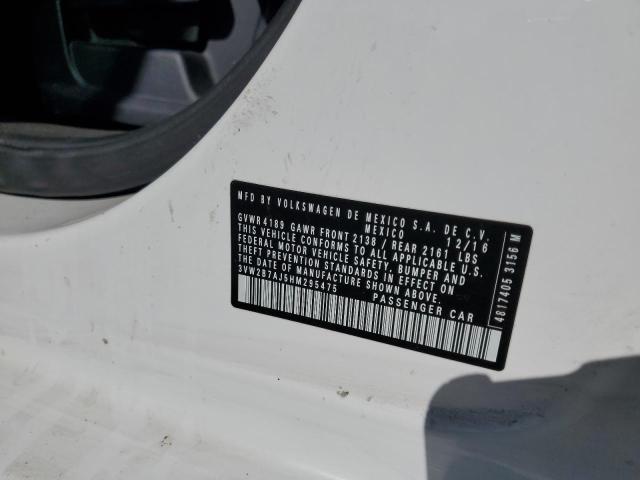 MFD BY VOLKSWAGEN DE MEXICO S.A. DE C.V.
MEXICO 12/16
GVWR 4189 GAWR FRONT 2138 / REAR 2161 LBS
THIS VEHICLE CONFORMS TO ALL APPLICABLE U.S.
FEDERAL MOTOR VEHICLE SAFETY, BUMPER AND
THEFT PREVENTION STANDARDS IN EFFECT ON
THE DATE OF MANUFACTURE SHOWN ABOVE.
3VW2B7AJ5HM295475 PASSENGER CAR
4817405 3156 M